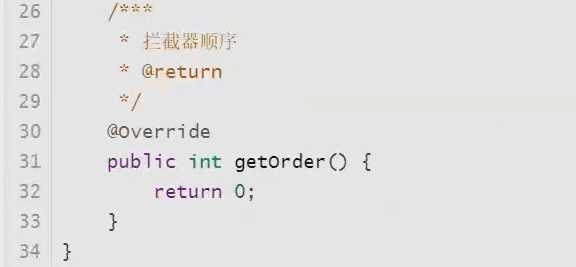 26 /***
27 * 拦截器顺序
28 * @return
29 */
30 @Override
31 public int getOrder() {
32 return 0;
33 }
34 }